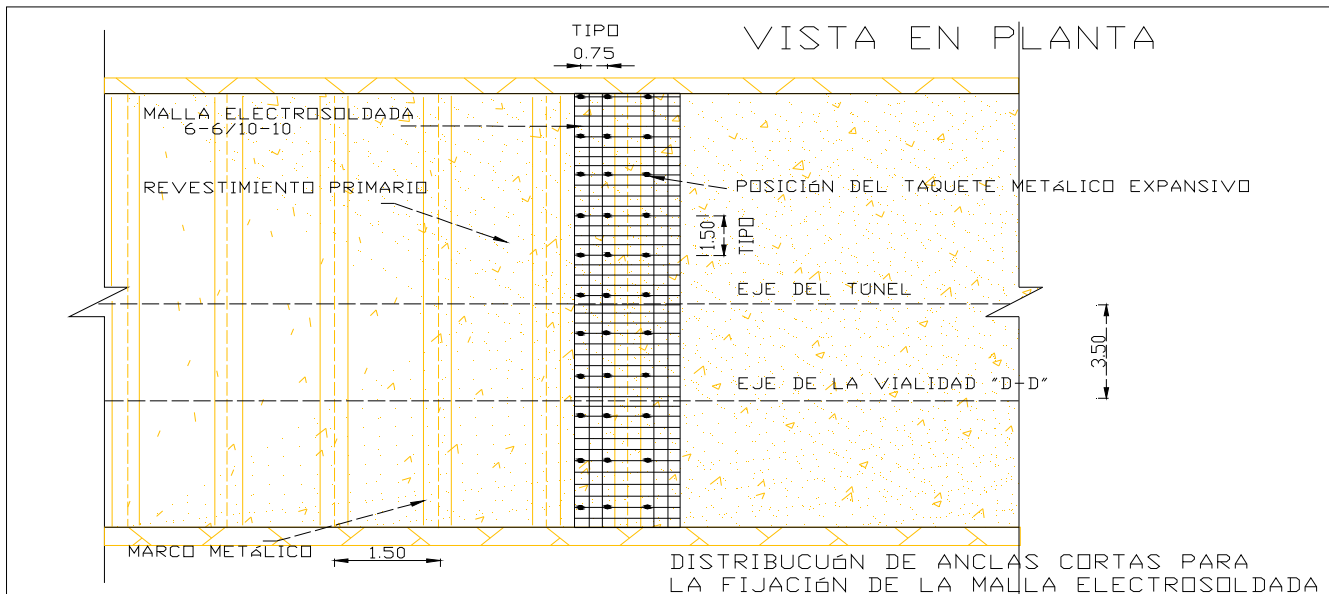 TIPO
0.75
VISTA EN PLANTA
MALLA ELECTROSOLDADA
6-6/10-10
REVESTIMIENTO PRIMARIO
POSICIóN DEL TAQUETE METáLICO EXPANSIVO
1.50
TIPO
EJE DEL TÚNEL
3.50
EJE DE LA VIALIDAD "D-D"
MARCO METáLICO
1.50
DISTRIBUCUóN DE ANCLAS CORTAS PARA
LA FIJACIóN DE LA MALLA ELECTROSOLDADA